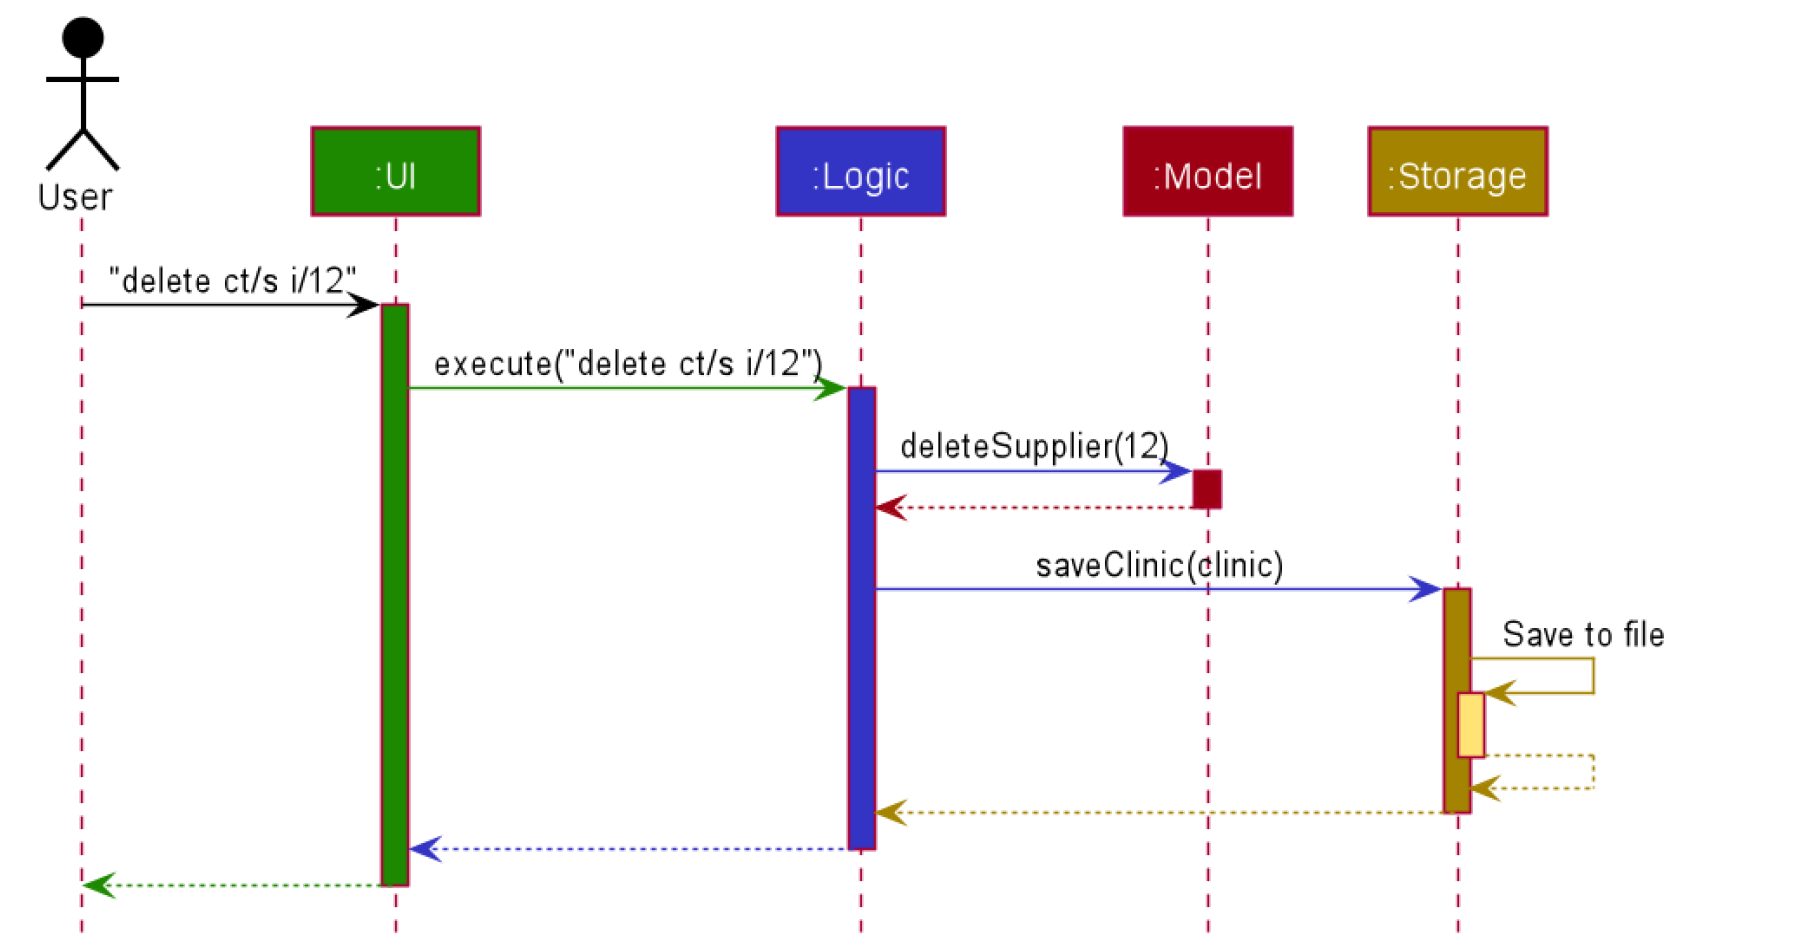 User
:UI
:Logic
:Model
:Storage
"delete ct/s i/12"
execute("delete ct/s i/12")
deleteSupplier(12)
saveClinic(clinic)
Save to file